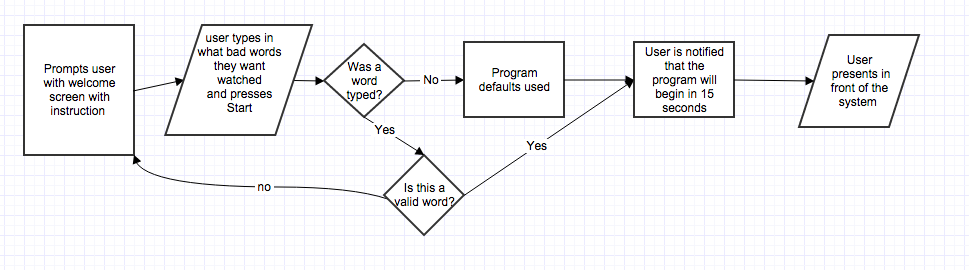 Prompts user
with welcome
screen with
instruction
user types in
what bad words
they want
watched
and presses
Start
Was a
word
typed?
No
Program
defaults used
User is notified
that the
program will
begin in 15
seconds
User
presents in
front of the
system
Yes
Yes
Is this a
valid word?
no